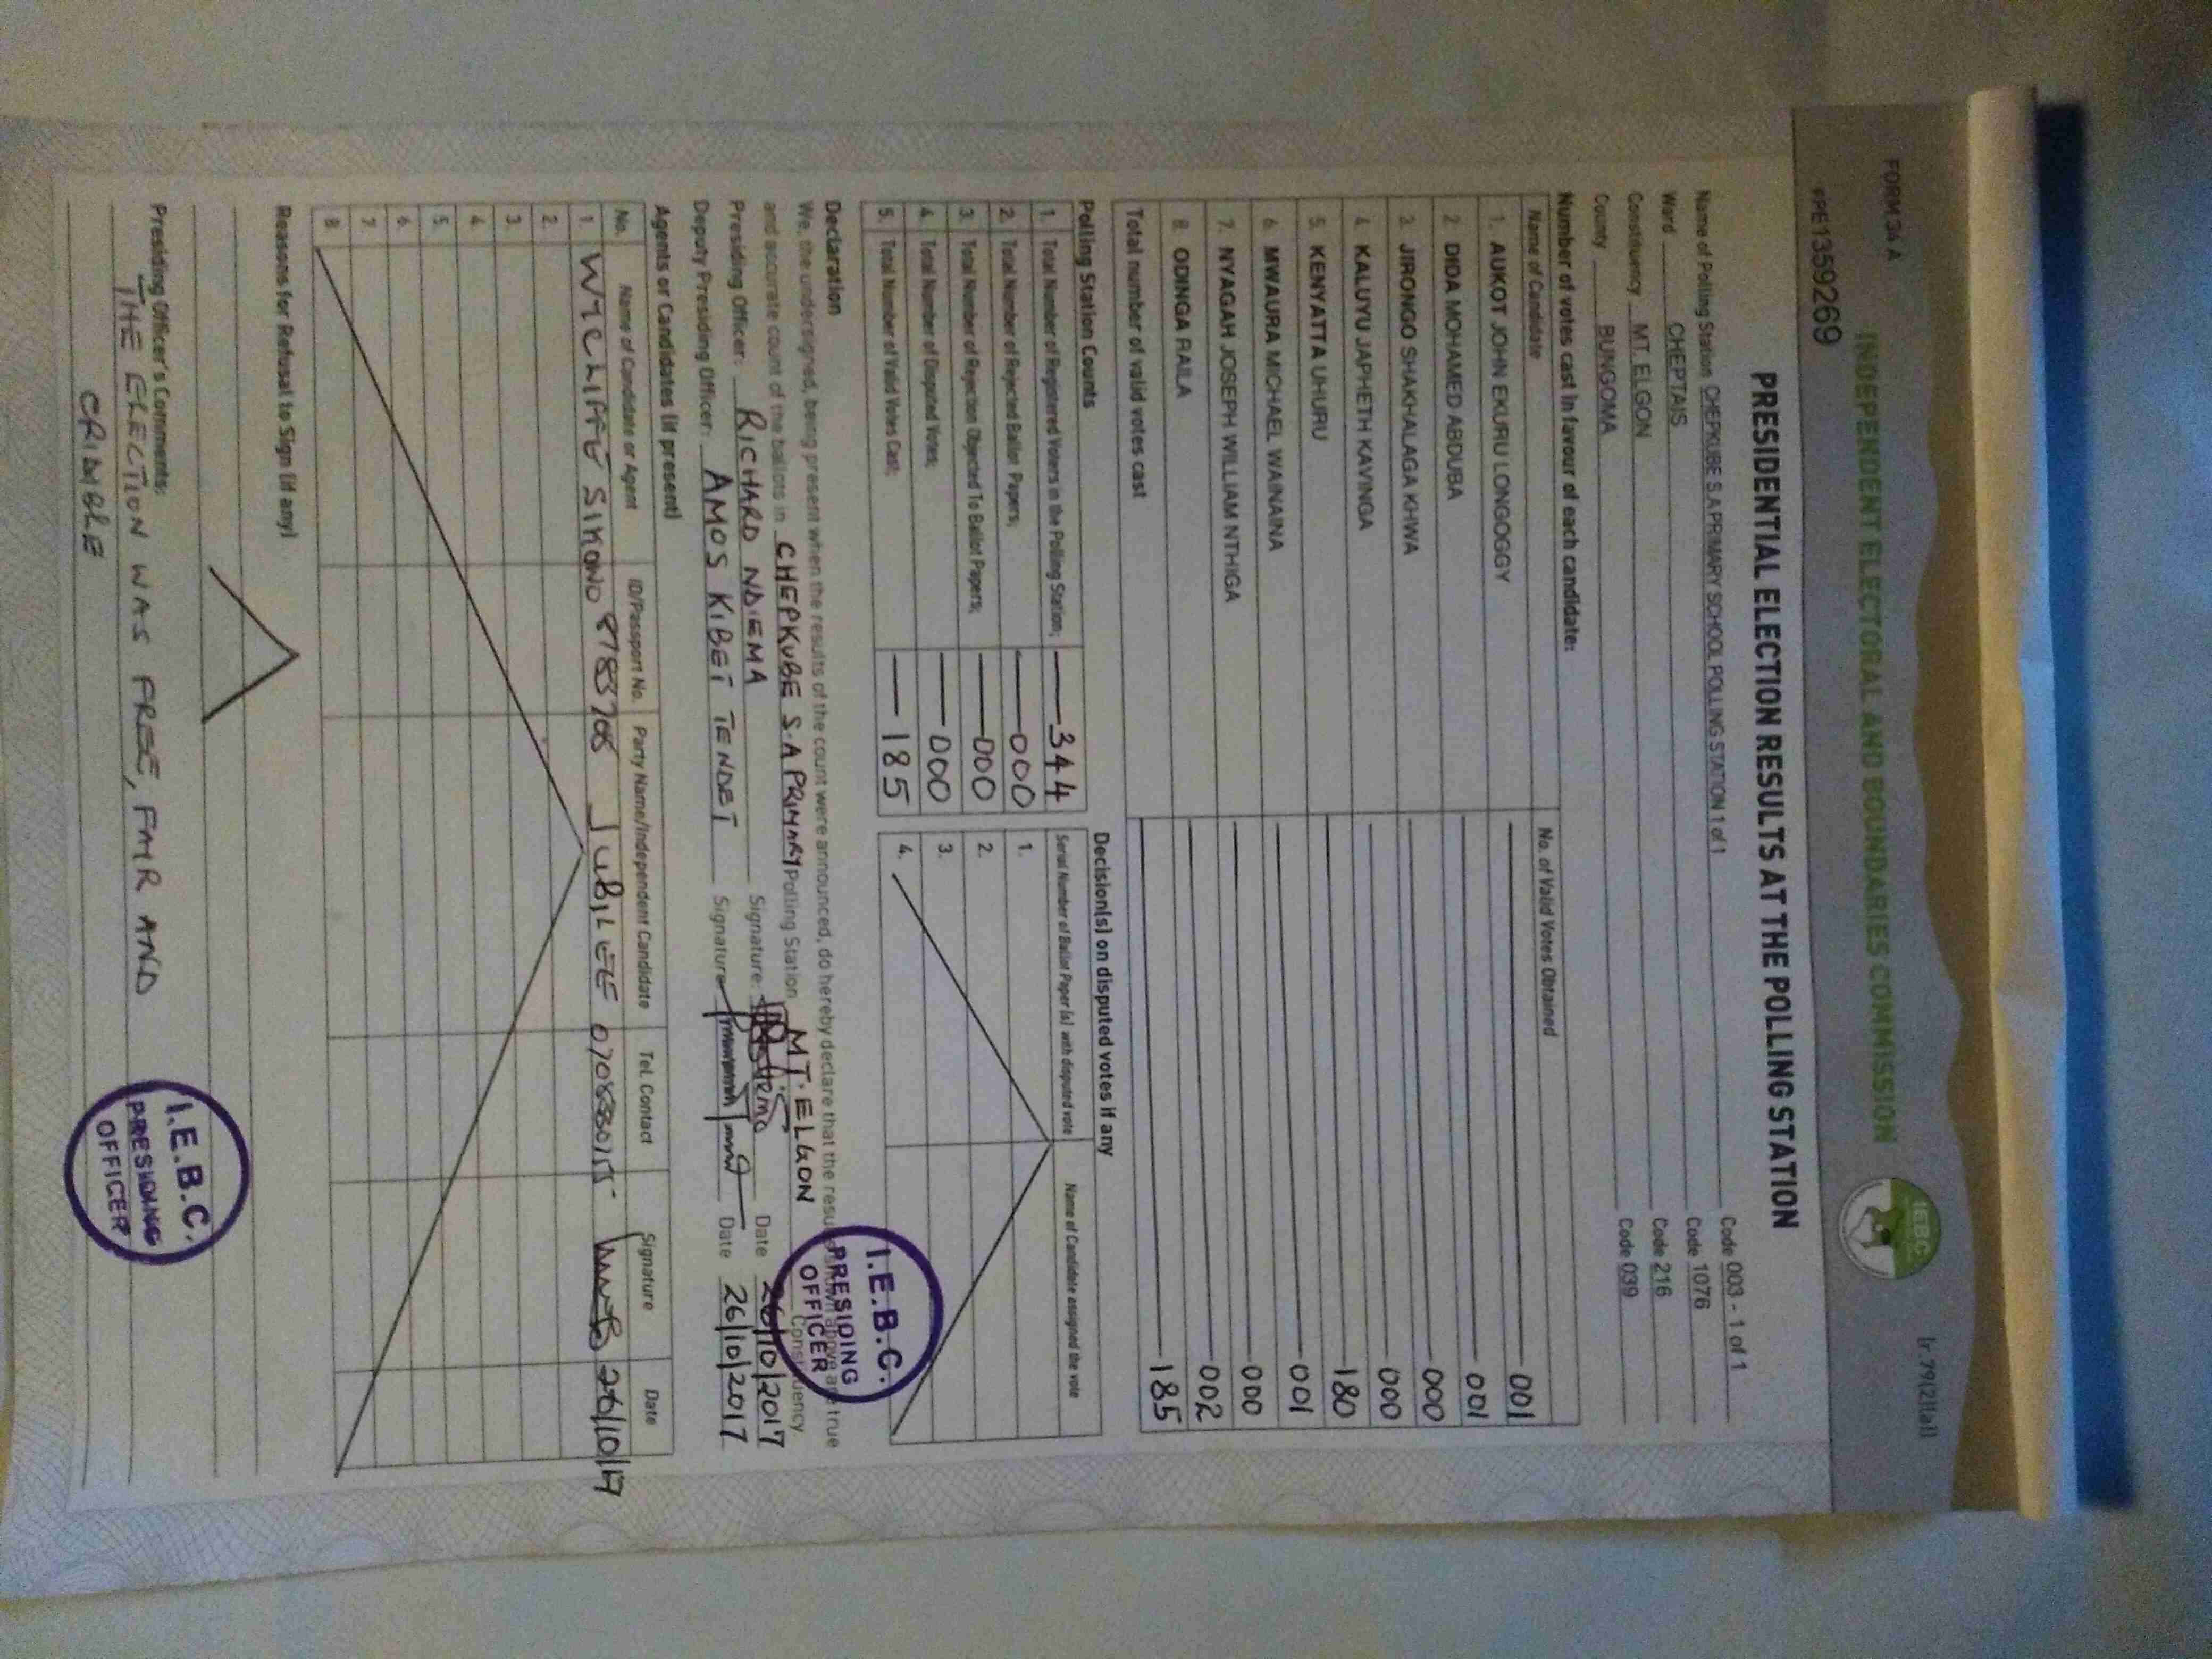 FORM 34 A
Ir 79(2)(a)
INDEPENDENT ELECTORAL AND BOUNDARIES COMMISSION
IEBC
PRE1359269
PRESIDENTIAL ELECTION RESULTS AT THE POLLING STATION
Name of Polling Station CHEPKUBE S.A PRIMARY SCHOOL POLLING STATION 1 of 1 Code 003 - 1 of 1
Ward CHEPTAIS Code 1076
Constituency MT. ELGON Code 216
County BUNGOMA Code 039
Number of votes cast in favour of each candidate:
Name of Candidate No. of Valid Votes Obtained
1. AUKOT JOHN EKURU LONGOGGY 001
2 DIDA MOHAMED ABDUBA 001
3. JIRONGO SHAKHALAGA KHWA 000
4. KALUYU JAPHETH KAVINGA 000
5. KENYATTA UHURU 180
6 MWAURA MICHAEL WAINAINA 001
7. NYAGAH JOSEPH WILLIAM NTHIGA 000
8. ODINGA RAILA 002
Total number of valid votes cast 185
Polling Station Counts
1. Total Number of Registered Voters in the Polling Station; 344
2. Total Number of Rejected Ballot Papers; 000
3. Total Number of Rejection Objected To Ballot Papers; 000
4. Total Number of Disputed Votes; 000
5. Total Number of Valid Votes Cast; 185
Decision(s) on disputed votes if any
Serial Number of Ballot Paper (s) with disputed vote Name of Candidate assigned the vote
1.
2.
3.
4.
Declaration
We, the undersigned, being present when the results of the count were announced, do hereby declare that the results shown above are true
and accurate count of the ballots in CHEPKUBE S.A PRIMARY Polling Station MT. ELGON Constituency
Presiding Officer: RICHARD NDIEMA Signature: Date 26/10/2017
Deputy Presiding Officer: AMOS KIBET TENDET Signature Date 26/10/2017
I.E.B.C.
PRESIDING
OFFICER
Agents or Candidates (if present)
No. Name of Candidate or Agent ID/Passport No. Party Name/Independent Candidate Tel. Contact Signature Date
1. JUBILEE 26/10/17
2.
3.
4.
5.
6.
7
8
Reasons for Refusal to Sign (if any)
Presiding Officer's Comments:
THE ELECTION WAS FREE, FAIR AND
CRIMBLE
I.E.B.C.
PRESIDING
OFFICER